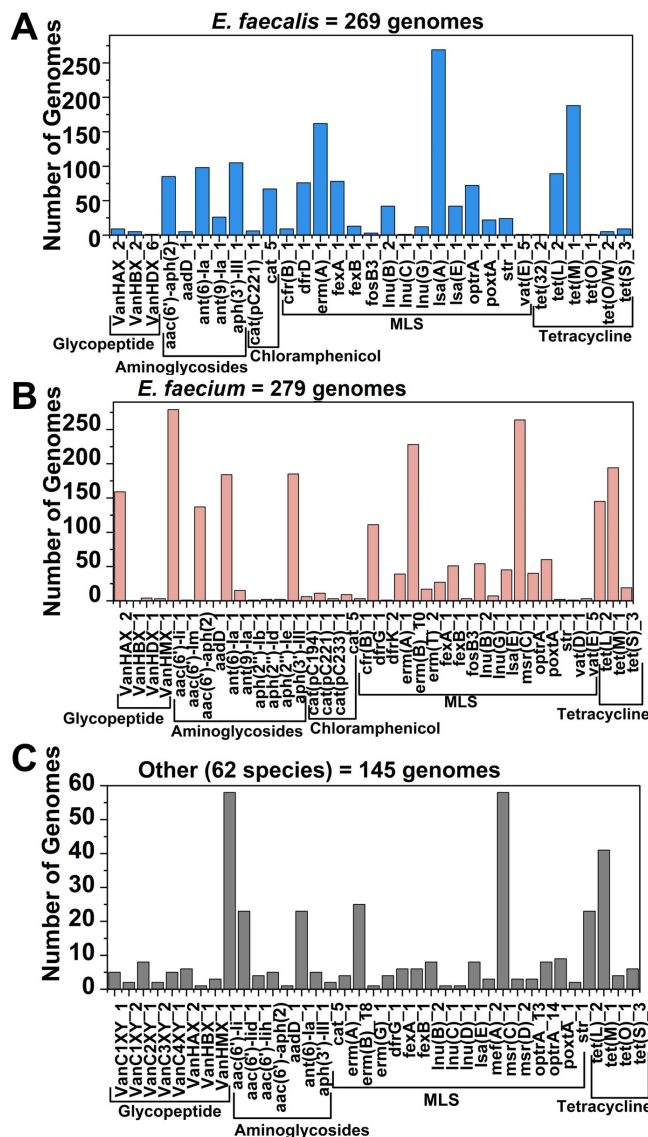 A
E. faecalis = 269 genomes
Number of Genomes
250
200
150
100
50
0
VanHAX_2
VanHBX_2
VanHDX_6
aac(6')-aph(2)
aadD_1
ant(6)-Ia_1
ant(9)-Ia_1
aph(3')-III_1
cat(pC221)_1
cat_5
cfr(B)_1
dfrD_1
erm(A)_1
fexA_1
fexB_1
fosB3_1
lnu(B)_2
lnu(C)_1
lnu(G)_1
lsa(A)_1
lsa(E)_1
optrA_1
poxtA_1
str_1
vat(E)_5
tet(32)_2
tet(L)_2
tet(M)_1
tet(O)_1
tet(O/W)_2
tet(S)_3
Glycopeptide
Aminoglycosides
Chloramphenicol
MLS
Tetracycline
B
E. faecium = 279 genomes
Number of Genomes
250
200
150
100
50
0
VanHAX_2
VanHBX_1
VanHDX_1
VanHMX_1
aac(6'')-Ii_1
aac(6')-Im_1
aac(6')-aph(2)
aadD_1
ant(6)-Ia_1
ant(9)-Ia_1
aph(2'')-Ib_1
aph(2'')-Id_1
aph(2'')-Ie_1
aph(3')-III_1
cat(pC194)_1
cat(pC221)_1
cat(pC233)_1
cat_5
cfr(B)_1
dfrG_1
dfrK_2
erm(A)_1
erm(B)_10
erm(T)_2
fexA_1
fexB_1
fosB3_1
lnu(B)_2
lnu(G)_1
lsa(E)_1
msr(C)_1
optrA_1
poxtA_1
str_1
vat(D)_1
vat(E)_5
tet(L)_2
tet(M)_1
tet(S)_3
Glycopeptide
Aminoglycosides
Chloramphenicol
MLS
Tetracycline
C
Other (62 species) = 145 genomes
Number of Genomes
60
50
40
30
20
10
0
VanC1XY_1
VanC1XY_2
VanC2XY_1
VanC3XY_2
VanC4XY_1
VanHAX_2
VanHBX_1
VanHMX_1
aac(6')-Ii_1
aac(6')-Iid_1
aac(6')-Iih_1
aac(6')-aph(2)
aadD_1
ant(6)-Ia_1
aph(3')-III_1
cat_5
erm(A)_1
erm(B)_18
erm(G)_1
dfrG_1
fexA_1
fexB_1
lnu(B)_2
lnu(C)_1
lnu(D)_1
lsa(E)_1
mef(A)_2
msr(C)_1
msr(D)_2
optrA_13
optrA_14
poxtA_1
str_1
tet(L)_2
tet(M)_1
tet(O)_1
tet(S)_3
Glycopeptide
Aminoglycosides
MLS
Tetracycline